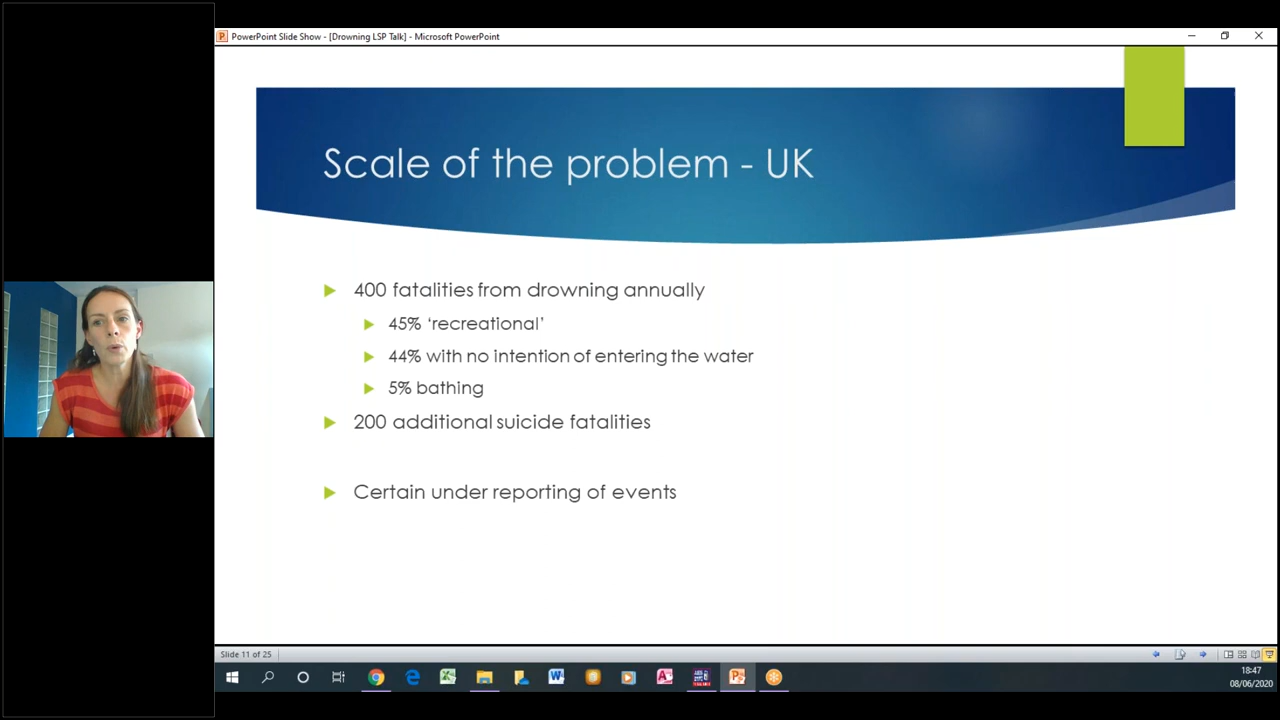 PowerPoint Slide Show - [Drowning LSP Talk] - Microsoft PowerPoint
Scale of the problem - UK
400 fatalities from drowning annually
45% ‘recreational’
44% with no intention of entering the water
5% bathing
200 additional suicide fatalities
Certain under reporting of events
Slide 11 of 25
18:47
08/06/2020